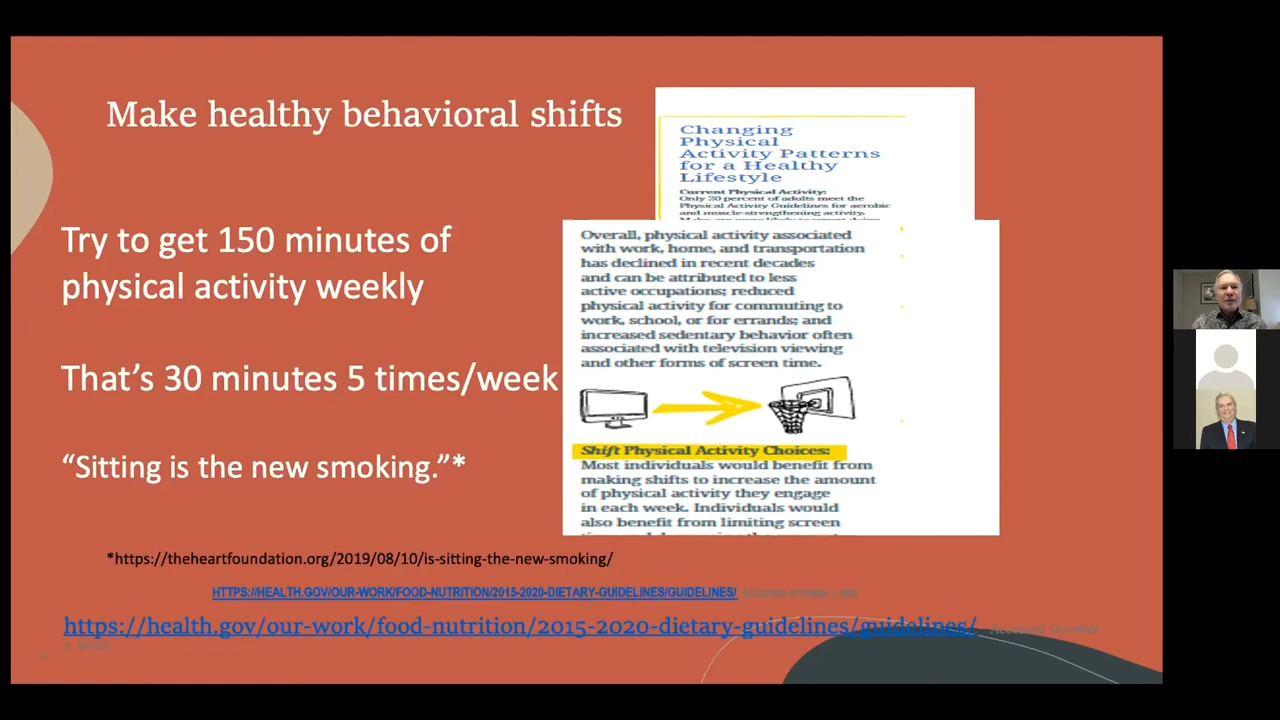 Make healthy behavioral shifts
Try to get 150 minutes of
physical activity weekly
That’s 30 minutes 5 times/week
“Sitting is the new smoking.”*
Changing
Physical
Activity Patterns
for a Healthy
Lifestyle
Current Physical Activity:
Only 20 percent of adults meet the
Physical Activity Guidelines for aerobic
and muscle-strengthening activity.
Overall, physical activity associated
with work, home, and transportation
has declined in recent decades
and can be attributed to less
active occupations; reduced
physical activity for commuting to
work, school, or for errands; and
increased sedentary behavior often
associated with television viewing
and other forms of screen time.
Shift Physical Activity Choices:
Most individuals would benefit from
making shifts to increase the amount
of physical activity they engage
in each week. Individuals would
also benefit from limiting screen
*https://theheartfoundation.org/2019/08/10/is-sitting-the-new-smoking/
HTTPS://HEALTH.GOV/OUR-WORK/FOOD-NUTRITION/2015-2020-DIETARY-GUIDELINES/GUIDELINES/
https://health.gov/our-work/food-nutrition/2015-2020-dietary-guidelines/guidelines/